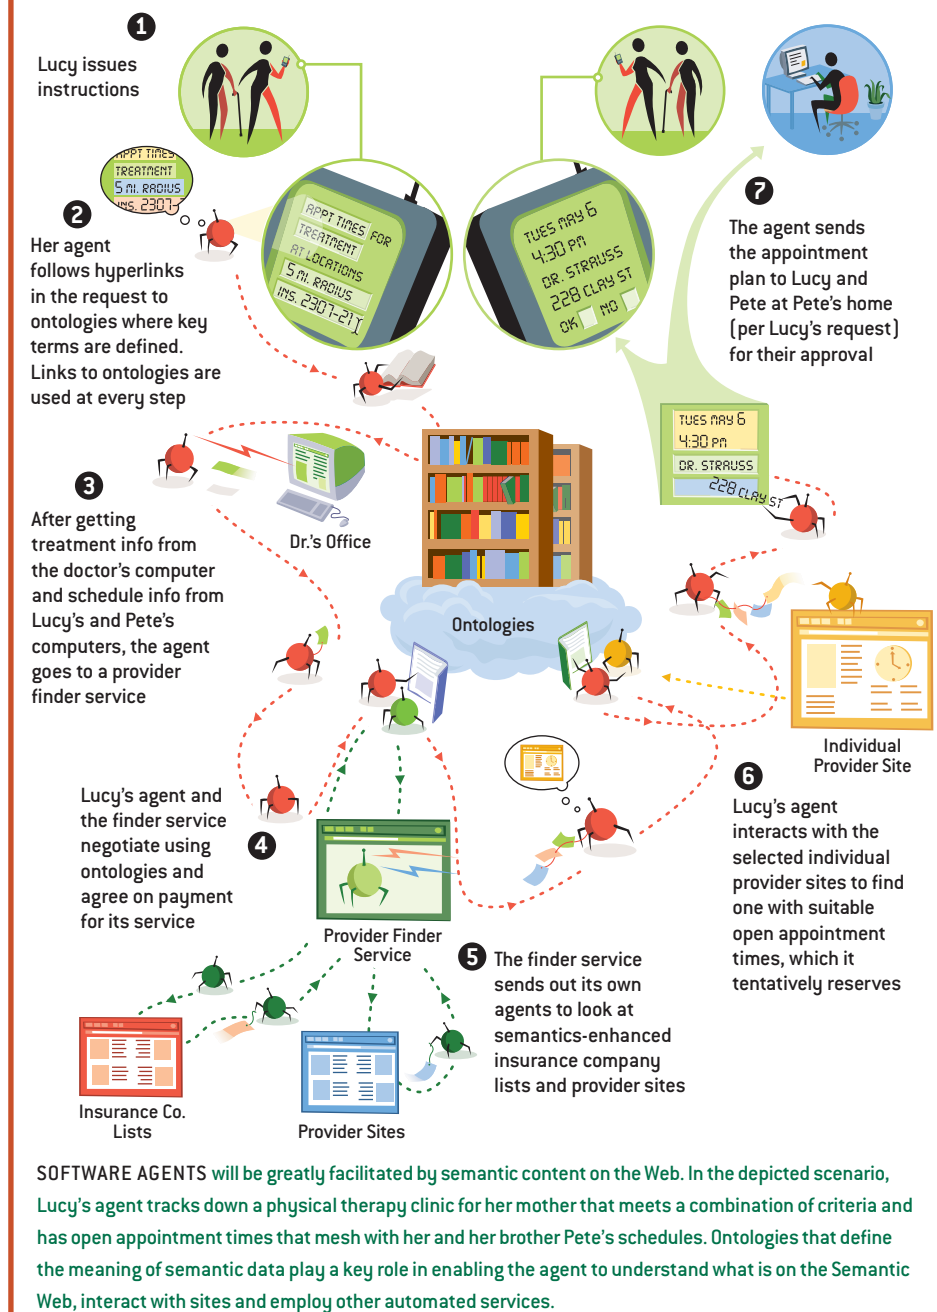 1
Lucy issues
instructions
APPT TIMES
TREATMENT
5 MI. RADIUS
INS. 2307-
2
Her agent
follows hyperlinks
in the request to
ontologies where key
terms are defined.
Links to ontologies are
used at every step
APPT TIMES FOR
TREATMENT
AT LOCATIONS
5 MI. RADIUS
INS. 2307-21
TUES MAY 6
4:30 PM
DR. STRAUSS
228 CLAY ST
OK NO
7
The agent sends
the appointment
plan to Lucy and
Pete at Pete's home
(per Lucy's request)
for their approval
TUES MAY 6
4:30 PM
DR. STRAUSS
228 CLAY ST
3
After getting
treatment info from
the doctor's computer
and schedule info from
Lucy's and Pete's
computers, the agent
goes to a provider
finder service
Dr.'s Office
Ontologies
Individual
Provider Site
Lucy's agent and
the finder service
negotiate using
ontologies and
agree on payment
for its service
4
Provider Finder
Service
6
Lucy's agent
interacts with the
selected individual
provider sites to find
one with suitable
open appointment
times, which it
tentatively reserves
5
The finder service
sends out its own
agents to look at
semantics-enhanced
insurance company
lists and provider sites
Insurance Co.
Lists
Provider Sites
SOFTWARE AGENTS will be greatly facilitated by semantic content on the Web. In the depicted scenario,
Lucy's agent tracks down a physical therapy clinic for her mother that meets a combination of criteria and
has open appointment times that mesh with her and her brother Pete's schedules. Ontologies that define
the meaning of semantic data play a key role in enabling the agent to understand what is on the Semantic
Web, interact with sites and employ other automated services.